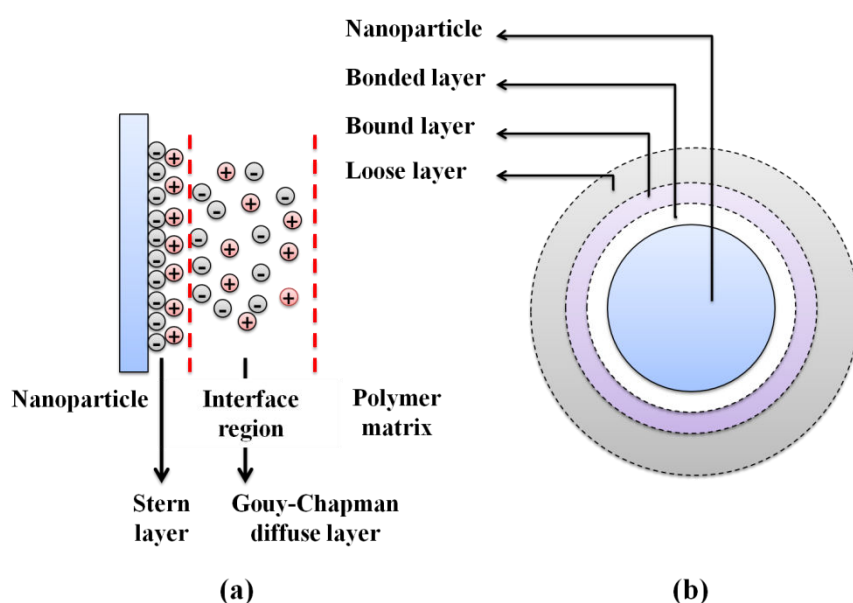 Nanoparticle
Bonded layer
Bound layer
Loose layer
Nanoparticle
Interface
region
Polymer
matrix
Stern
layer
Gouy-Chapman
diffuse layer
(a)
(b)